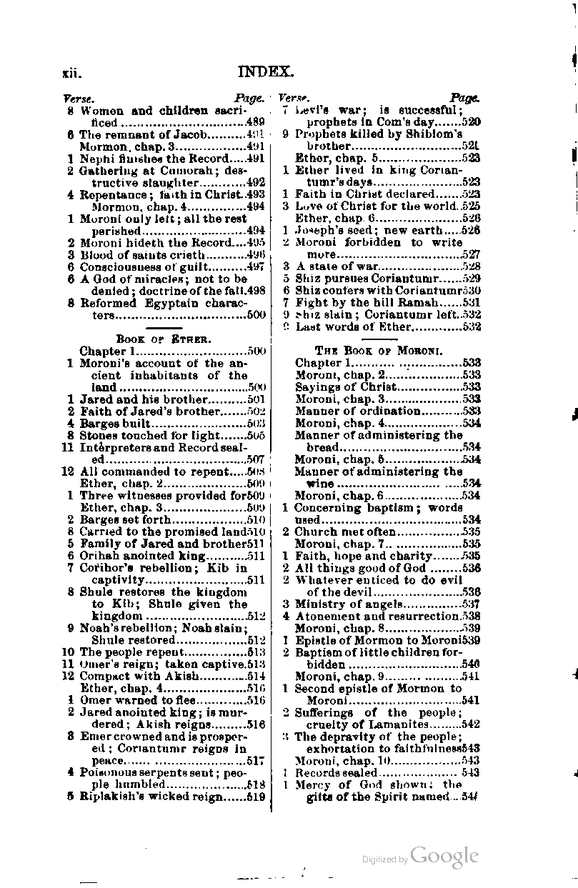 xii.
INDEX.
Verse. Page.
8 Women and children sacri-
ficed ..........................489
6 The remnant of Jacob..........491
Mormon, chap. 3..................491
1 Nephi finishes the Record....491
2 Gathering at Cumorah; des-
tructive slaughter............492
4 Repentance; faith in Christ.493
Mormon, chap. 4..................494
1 Moroni only left; all the rest
perished.......................494
2 Moroni hideth the Record....495
3 Blood of saints crieth............496
6 Consciousness of guilt..........497
6 A God of miracles; not to be
denied; doctrine of the fall.498
8 Reformed Egyptain charac-
ters............................500
BOOK OF ETHER.
Chapter 1..........................500
1 Moroni's account of the an-
cient inhabitants of the
land ............................500
1 Jared and his brother..........501
2 Faith of Jared's brother.......502
4 Barges built......................503
8 Stones touched for light.......505
11 Intérpreters and Record seal-
ed..............................507
12 All commanded to repent.....508
Ether, chap. 2....................509
1 Three witnesses provided for509
Ether, chap. 3....................509
2 Barges set forth.................510
8 Carried to the promised land510
5 Family of Jared and brother511
6 Orihah anointed king..........511
7 Corihor's rebellion; Kib in
captivity.......................511
8 Shule restores the kingdom
to Kib; Shule given the
kingdom .......................512
9 Noah's rebellion; Noah slain;
Shule restored.................512
10 The people repent..............513
11 Omer's reign; taken captive.513
12 Compact with Akish............514
Ether, chap. 4....................516
1 Omer warned to flee............516
2 Jared anointed king; is mur-
dered; Akish reigns.........516
3 Emer crowned and is prosper-
ed; Coriantumr reigns in
peace...... ....................517
4 Poisonous serpents sent; peo-
ple humbled..................518
5 Riplakish's wicked reign......519
Verse. Page.
7 Levi's war; is successful;
prophets in Com's day.......520
9 Prophets killed by Shiblom's
brother.........................521
Ether, chap. 5....................523
1 Ether lived in king Corian-
tumr's days....................523
1 Faith in Christ declared.......523
3 Love of Christ for the world..525
Ether, chap. 6....................526
1 Joseph's seed; new earth.....526
2 Moroni forbidden to write
more............................527
3 A state of war....................528
5 Shiz pursues Coriantumr......529
6 Shiz confers with Coriantumr530
7 Fight by the hill Ramah......531
9 Shiz slain; Coriantumr left..532
9 Last words of Ether............532
THE BOOK OF MORONI.
Chapter 1.......... ...............533
Moroni, chap. 2..................533
Sayings of Christ................533
Moroni, chap. 3..................533
Manner of ordination..........533
Moroni, chap. 4..................534
Manner of administering the
bread...........................534
Moroni, chap. 5..................534
Manner of administering the
wine ........................ .....534
Moroni, chap. 6..................534
1 Concerning baptism; words
used............................534
2 Church met often...............535
Moroni, chap. 7..................535
1 Faith, hope and charity.......535
2 All things good of God .......536
2 Whatever enticed to do evil
of the devil....................536
3 Ministry of angels..............537
4 Atonement and resurrection.538
Moroni, chap. 8..................539
1 Epistle of Mormon to Moroni539
2 Baptism of little children for-
bidden .........................540
Moroni, chap. 9........ .........541
1 Second epistle of Mormon to
Moroni.........................541
2 Sufferings of the people;
cruelty of Lamanites.......542
3 The depravity of the people;
exhortation to faithfulness543
Moroni, chap. 10.................543
1 Records sealed................... 543
1 Mercy of God shown; the
gifts of the Spirit named...544
Digitized by Google